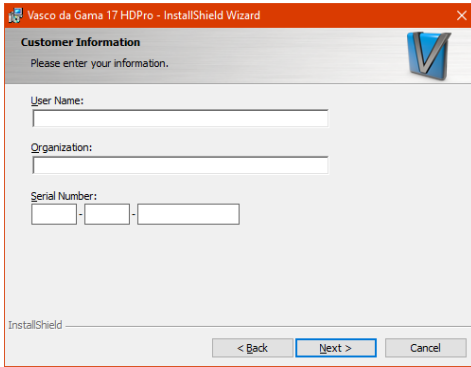 Vasco da Gama 17 HDPro - InstallShield Wizard
Customer Information
Please enter your information.
User Name:
Organization:
Serial Number:
- -
InstallShield
< Back Next > Cancel